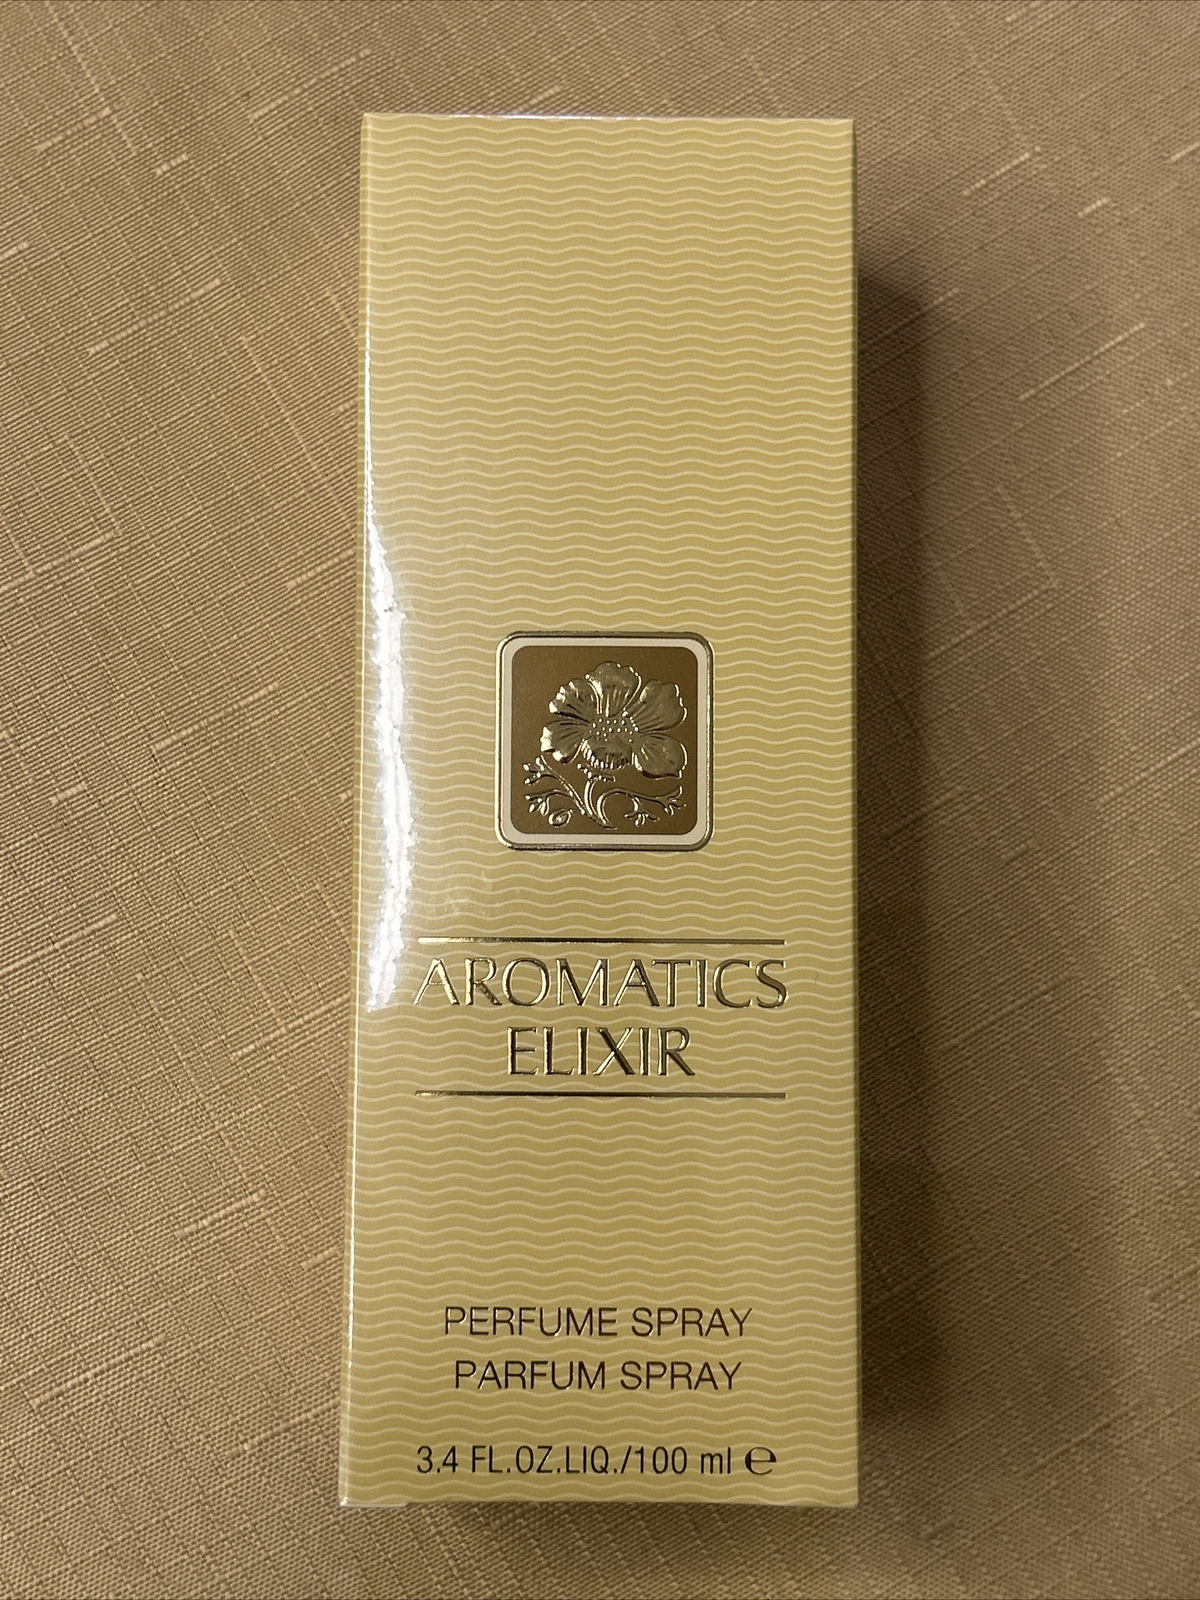 AROMATICS
ELIXIR
PERFUME SPRAY
PARFUM SPRAY
3.4 FL.OZ.LIQ./100 ml ℮